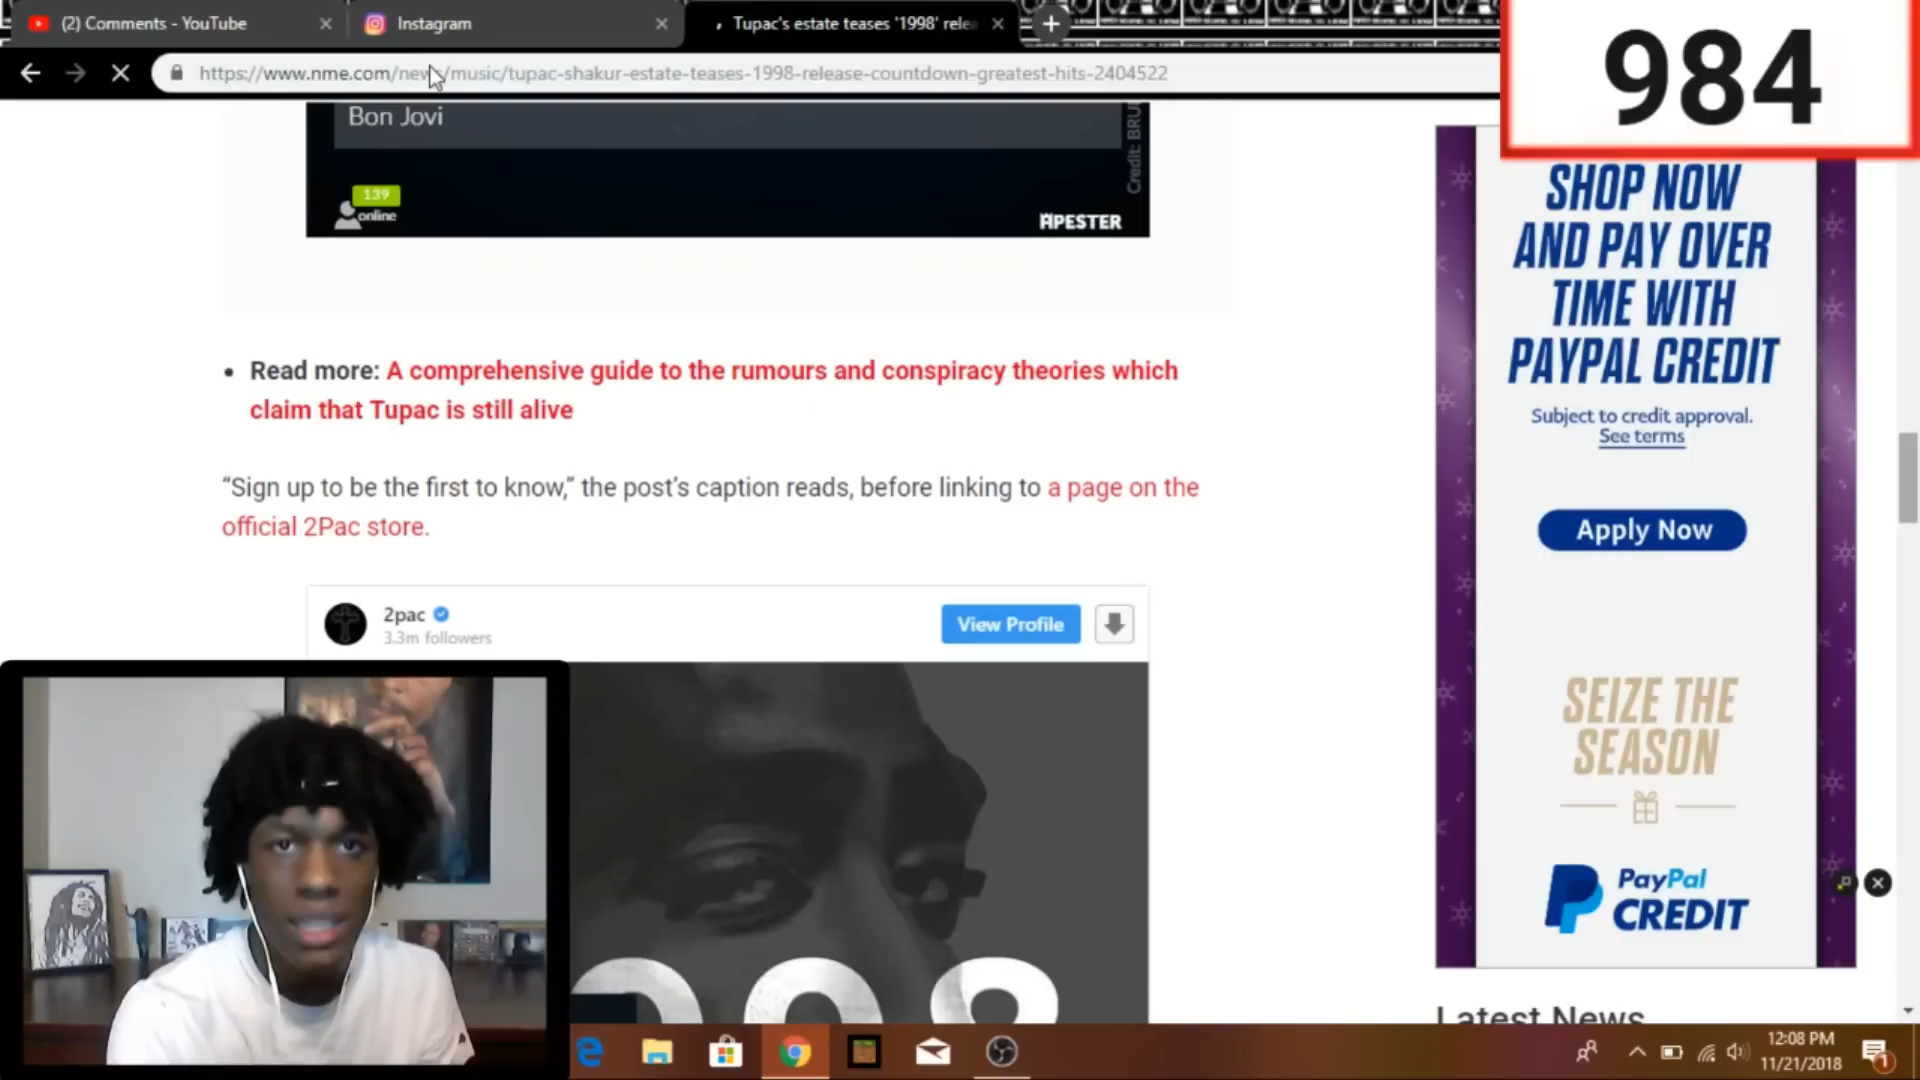 (2) Comments - YouTube
Instagram
Tupac's estate teases '1998' rele
https://www.nme.com/news/music/tupac-shakur-estate-teases-1998-release-countdown-greatest-hits-2404522
984
Bon Jovi
Credit: BRU
139
online
APESTER
SHOP NOW
AND PAY OVER
TIME WITH
PAYPAL CREDIT
Subject to credit approval.
See terms
Apply Now
SEIZE THE
SEASON
PayPal
CREDIT
Read more: A comprehensive guide to the rumours and conspiracy theories which
claim that Tupac is still alive
“Sign up to be the first to know,” the post’s caption reads, before linking to a page on the
official 2Pac store.
2pac
3.3m followers
View Profile
998
Latest News
12:08 PM
11/21/2018
1